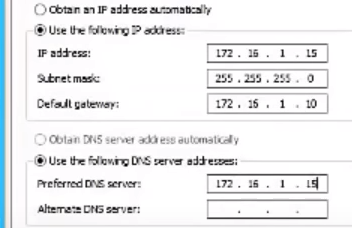 Obtain an IP address automatically
Use the following IP address:
IP address: 172 . 16 . 1 . 15
Subnet mask: 255 . 255 . 255 . 0
Default gateway: 172 . 16 . 1 . 10
Obtain DNS server address automatically
Use the following DNS server addresses:
Preferred DNS server: 172 . 16 . 1 . 15
Alternate DNS server: . . .